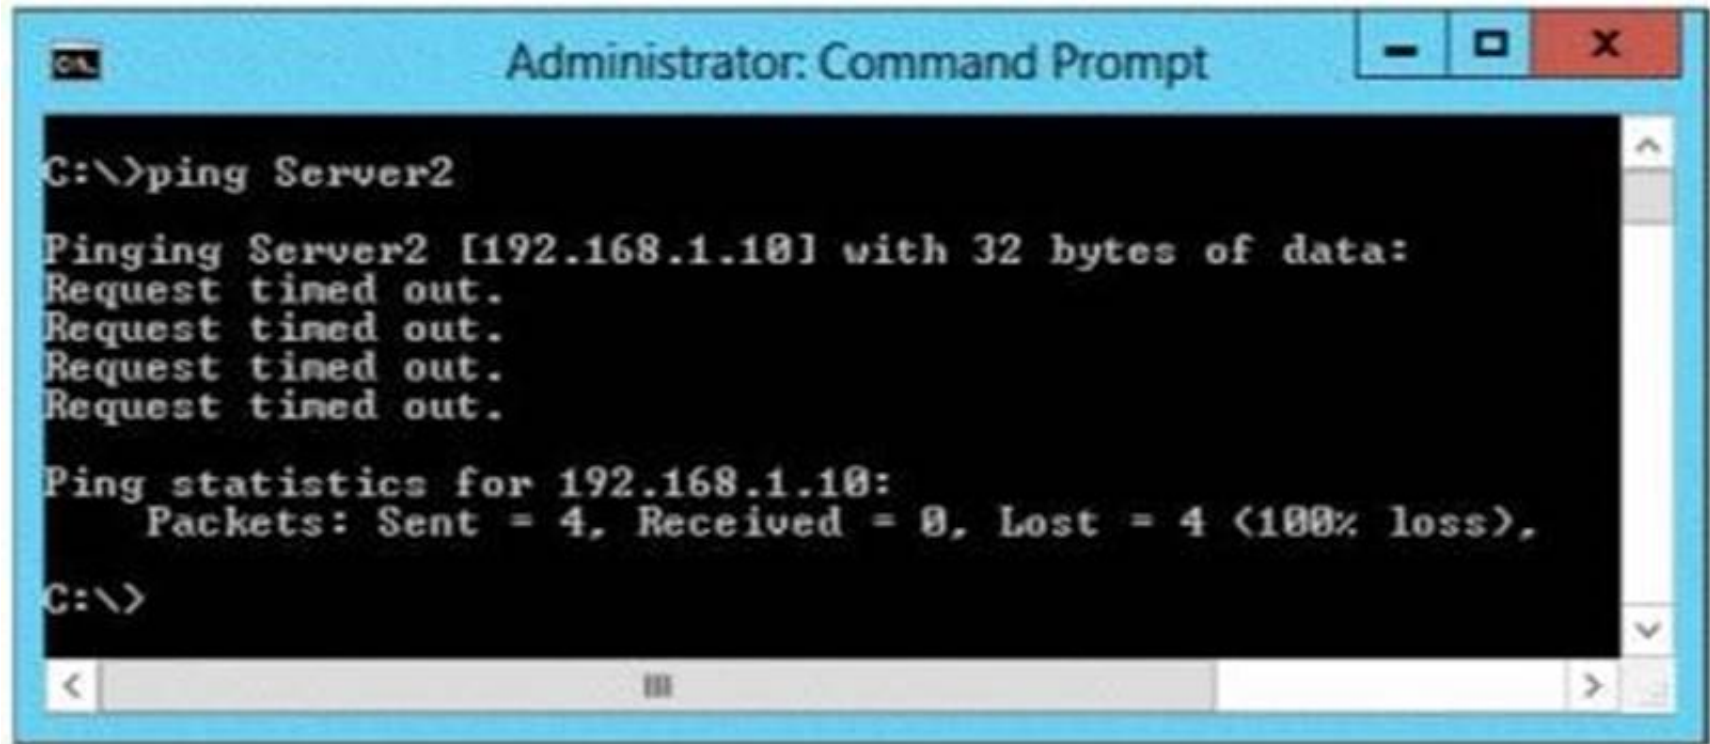 Administrator: Command Prompt
C:\>ping Server2
Pinging Server2 [192.168.1.10] with 32 bytes of data:
Request timed out.
Request timed out.
Request timed out.
Request timed out.
Ping statistics for 192.168.1.10:
Packets: Sent = 4, Received = 0, Lost = 4 (100% loss),
C:\>